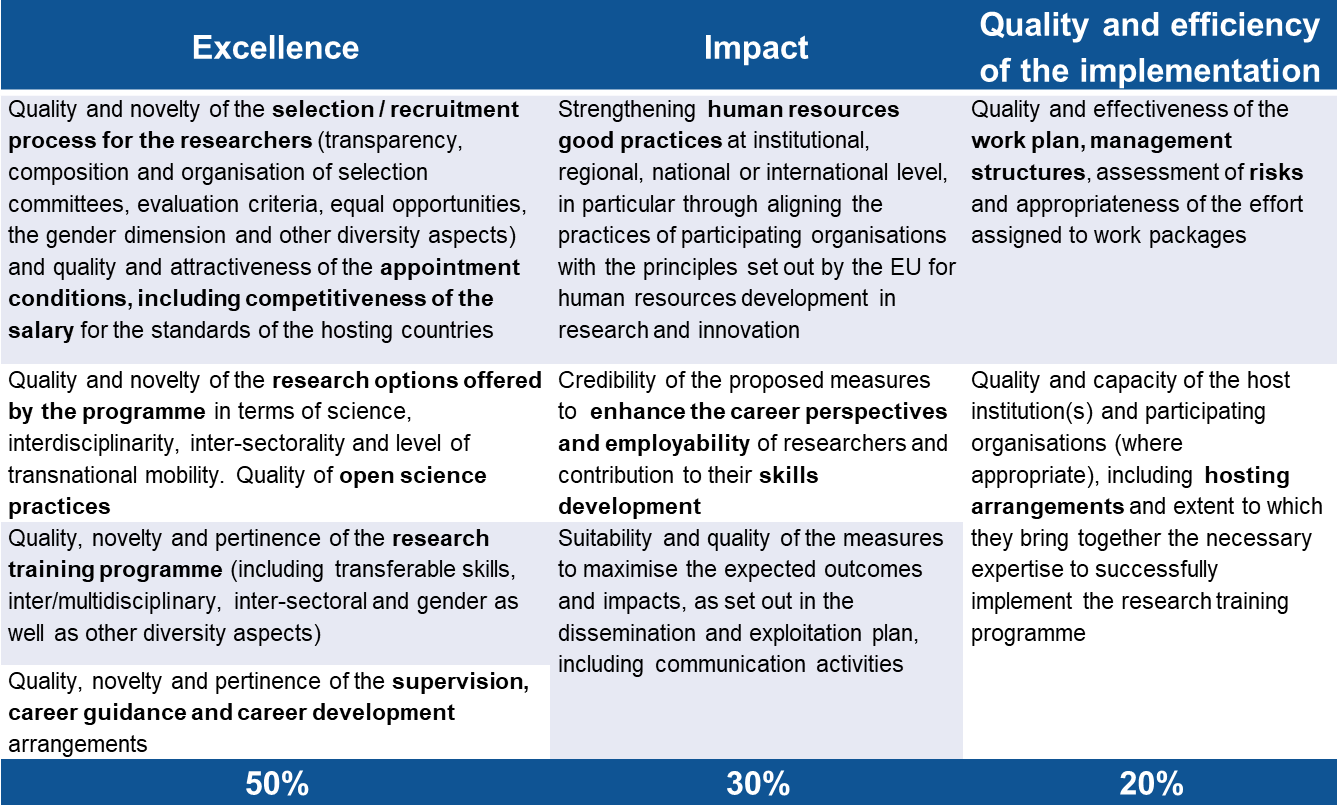 Excellence
Impact
Quality and efficiency
of the implementation
Quality and novelty of the selection / recruitment
process for the researchers (transparency,
composition and organisation of selection
committees, evaluation criteria, equal opportunities,
the gender dimension and other diversity aspects)
and quality and attractiveness of the appointment
conditions, including competitiveness of the
salary for the standards of the hosting countries
Strengthening human resources
good practices at institutional,
regional, national or international level,
in particular through aligning the
practices of participating organisations
with the principles set out by the EU for
human resources development in
research and innovation
Quality and effectiveness of the
work plan, management
structures, assessment of risks
and appropriateness of the effort
assigned to work packages
Quality and novelty of the research options offered
by the programme in terms of science,
interdisciplinarity, inter-sectorality and level of
transnational mobility. Quality of open science
practices
Credibility of the proposed measures
to enhance the career perspectives
and employability of researchers and
contribution to their skills
development
Quality and capacity of the host
institution(s) and participating
organisations (where
appropriate), including hosting
arrangements and extent to which
they bring together the necessary
expertise to successfully
implement the research training
programme
Quality, novelty and pertinence of the research
training programme (including transferable skills,
inter/multidisciplinary, inter-sectoral and gender as
well as other diversity aspects)
Suitability and quality of the measures
to maximise the expected outcomes
and impacts, as set out in the
dissemination and exploitation plan,
including communication activities
Quality, novelty and pertinence of the supervision,
career guidance and career development
arrangements
50%
30%
20%